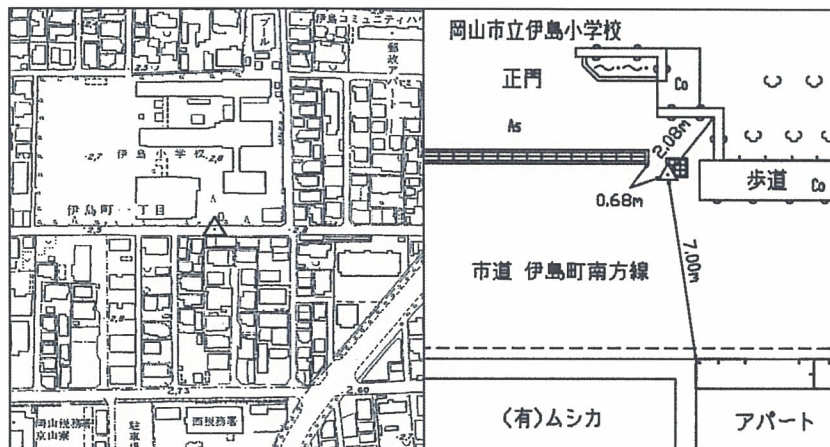 プール
伊島コミュニティハ
郵政アパート
伊島小学校
伊島町一丁目
2.73
2.60
岡山税務署
京山寮
駐車場
西税務署
岡山市立伊島小学校
正門
Co
As
2.08m
0.68m
歩道 Co
7.00m
市道 伊島町南方線
(有)ムシカ
アパート